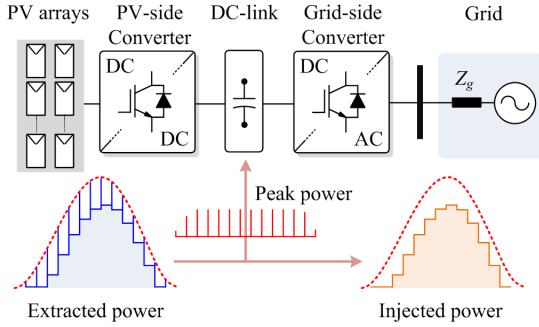 PV arrays
PV-side
Converter
DC-link
Grid-side
Converter
Grid
DC
DC
DC
AC
Z_g
Peak power
Extracted power
Injected power